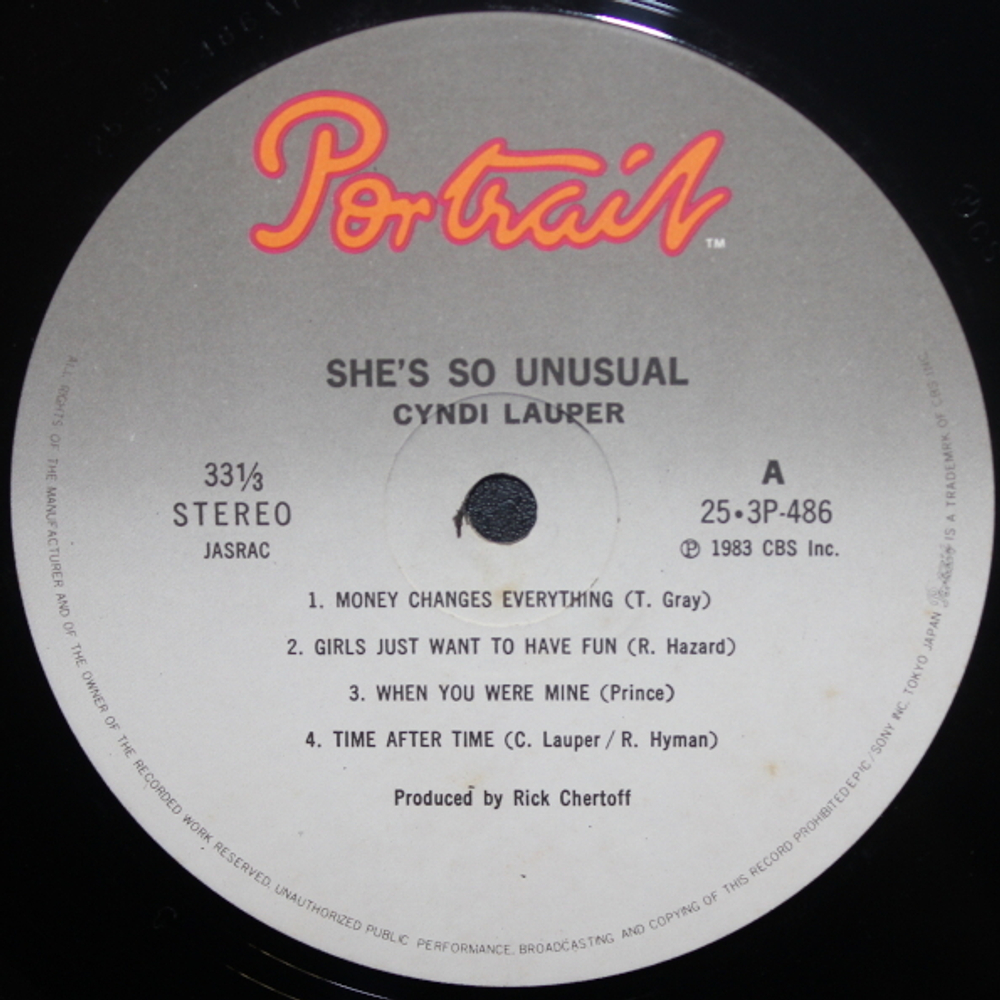 Portrait ™
SHE'S SO UNUSUAL
CYNDI LAUPER
33⅓
STEREO
JASRAC
A
25•3P-486
Ⓟ 1983 CBS Inc.
1. MONEY CHANGES EVERYTHING (T. Gray)
2. GIRLS JUST WANT TO HAVE FUN (R. Hazard)
3. WHEN YOU WERE MINE (Prince)
4. TIME AFTER TIME (C. Lauper / R. Hyman)
Produced by Rick Chertoff
ALL RIGHTS OF THE MANUFACTURER AND OF THE OWNER OF THE RECORDED WORK RESERVED. UNAUTHORIZED PUBLIC PERFORMANCE. BROADCASTING AND COPYING OF THIS RECORD PROHIBITED EPIC/SONY INC. TOKYO JAPAN IS A TRADEMRK OF CBS INC.